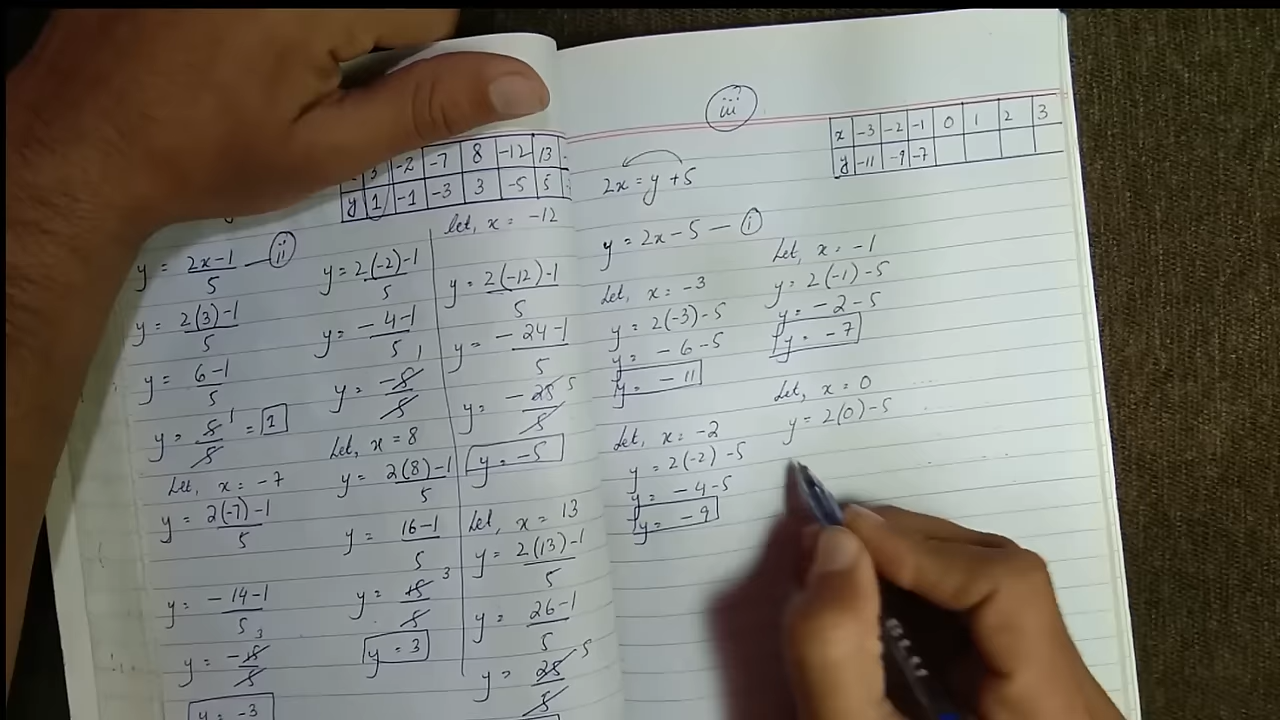 3 -2 -7 8 -12 13
y 1 -1 -3 3 -5 5
y = 2x-1/5 — ii
y = 2(3)-1/5
y = 6-1/5
y = 5/5 1 = 1
Let, x = -7
y = 2(-7)-1/5
y = -14-1/5
y = -15/5 3
y = -3
y = 2(-2)-1/5
y = -4-1/5
y = -5/5 1
Let, x = 8
y = 2(8)-1/5
y = 16-1/5
y = 15/5 3
y = 3
let, x = -12
y = 2(-12)-1/5
y = -24-1/5
y = -25/5 5
y = -5
Let, x = 13
y = 2(13)-1/5
y = 26-1/5
y = 25/5 5
iii
x -3 -2 -1 0 1 2 3
y -11 -9 -7
2x = y + 5
y = 2x - 5 — i
Let, x = -3
y = 2(-3)-5
y = -6-5
y = -11
Let, x = -2
y = 2(-2)-5
y = -4-5
y = -9
Let, x = -1
y = 2(-1)-5
y = -2-5
y = -7
Let, x = 0
y = 2(0)-5